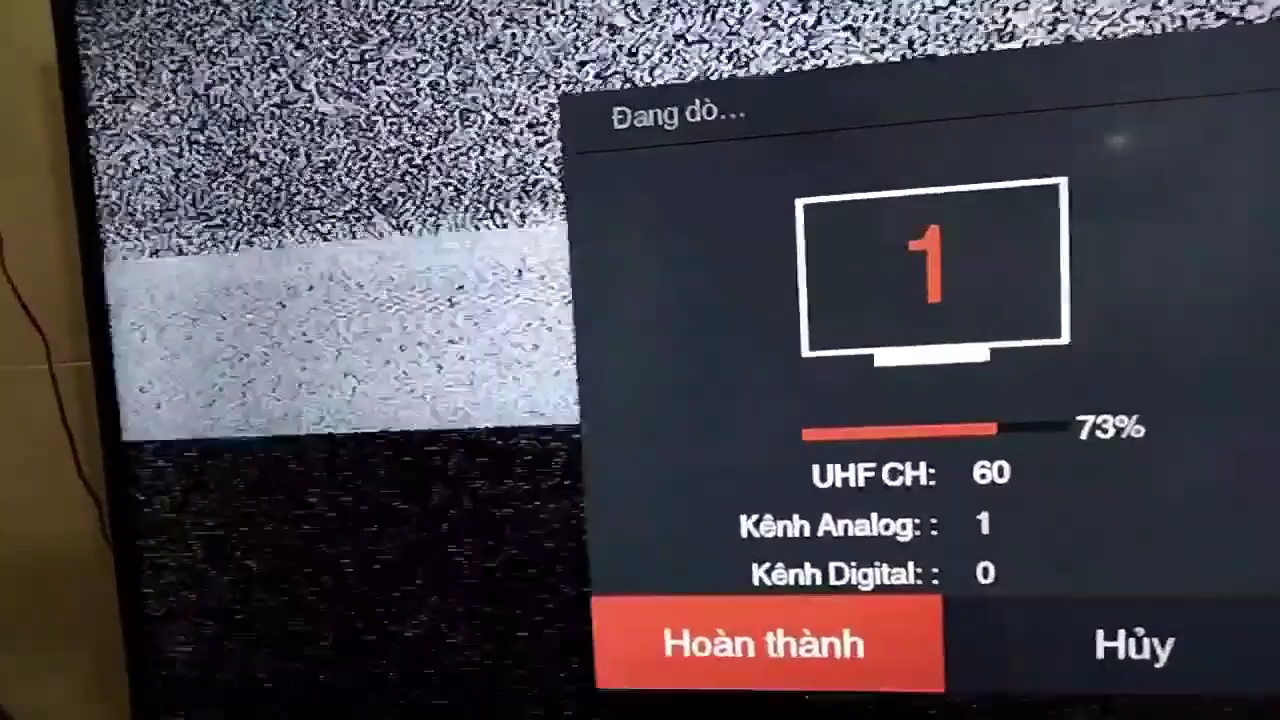 Đang dò...
1
73%
UHF CH: 60
Kênh Analog: : 1
Kênh Digital: : 0
Hoàn thành Hủy